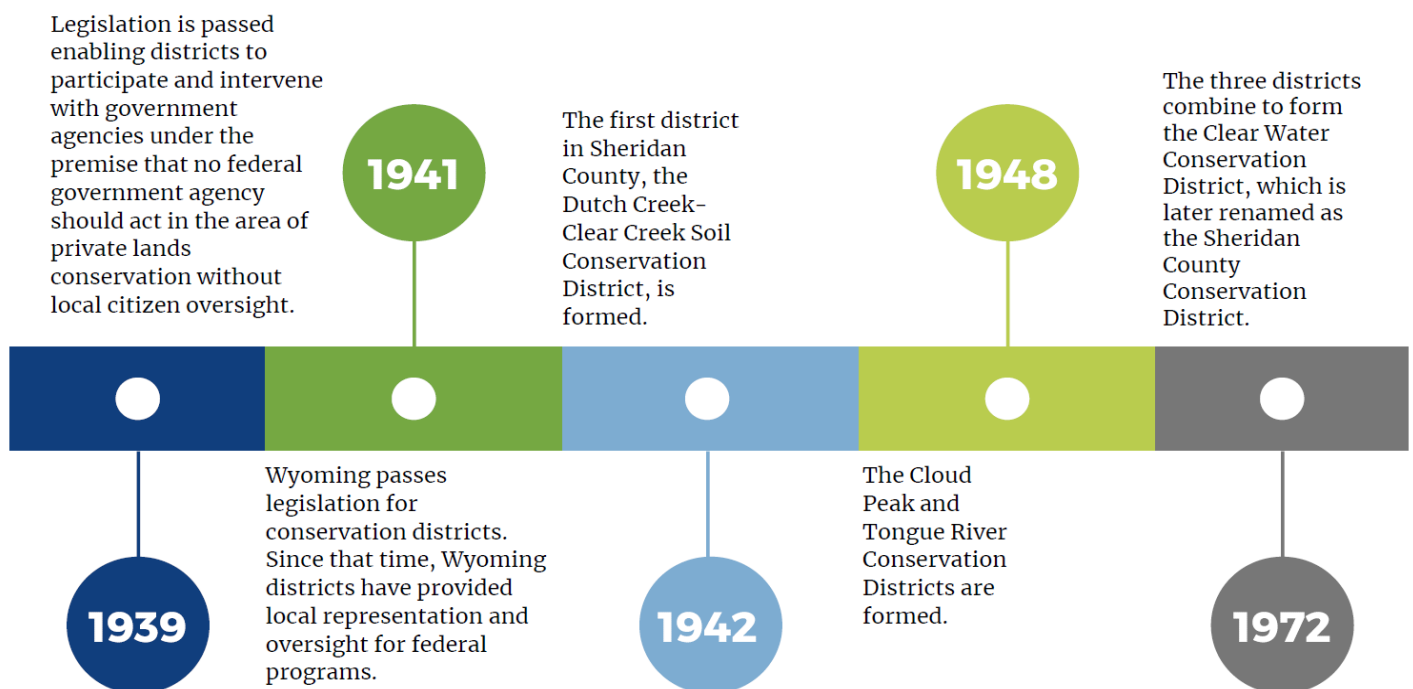 Legislation is passed
enabling districts to
participate and intervene
with government
agencies under the
premise that no federal
government agency
should act in the area of
private lands
conservation without
local citizen oversight.
1939
1941
Wyoming passes
legislation for
conservation districts.
Since that time, Wyoming
districts have provided
local representation and
oversight for federal
programs.
The first district
in Sheridan
County, the
Dutch Creek-
Clear Creek Soil
Conservation
District, is
formed.
1942
1948
The Cloud
Peak and
Tongue River
Conservation
Districts are
formed.
The three districts
combine to form
the Clear Water
Conservation
District, which is
later renamed as
the Sheridan
County
Conservation
District.
1972